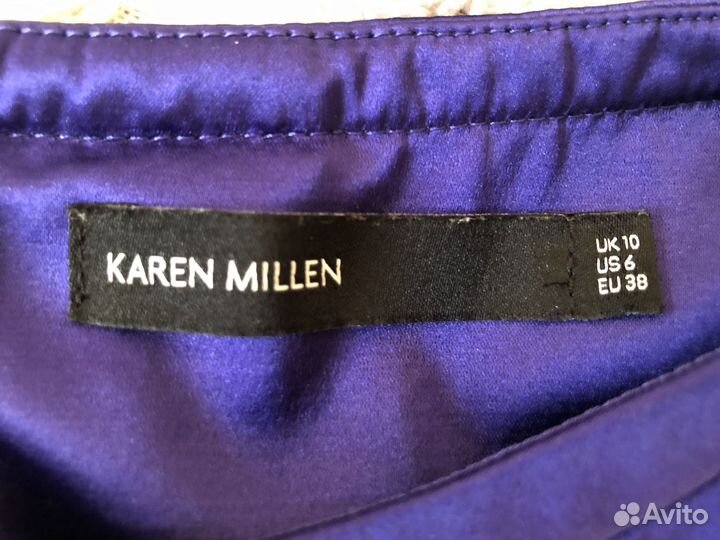 KAREN MILLEN
UK 10
US 6
EU 38
Avito